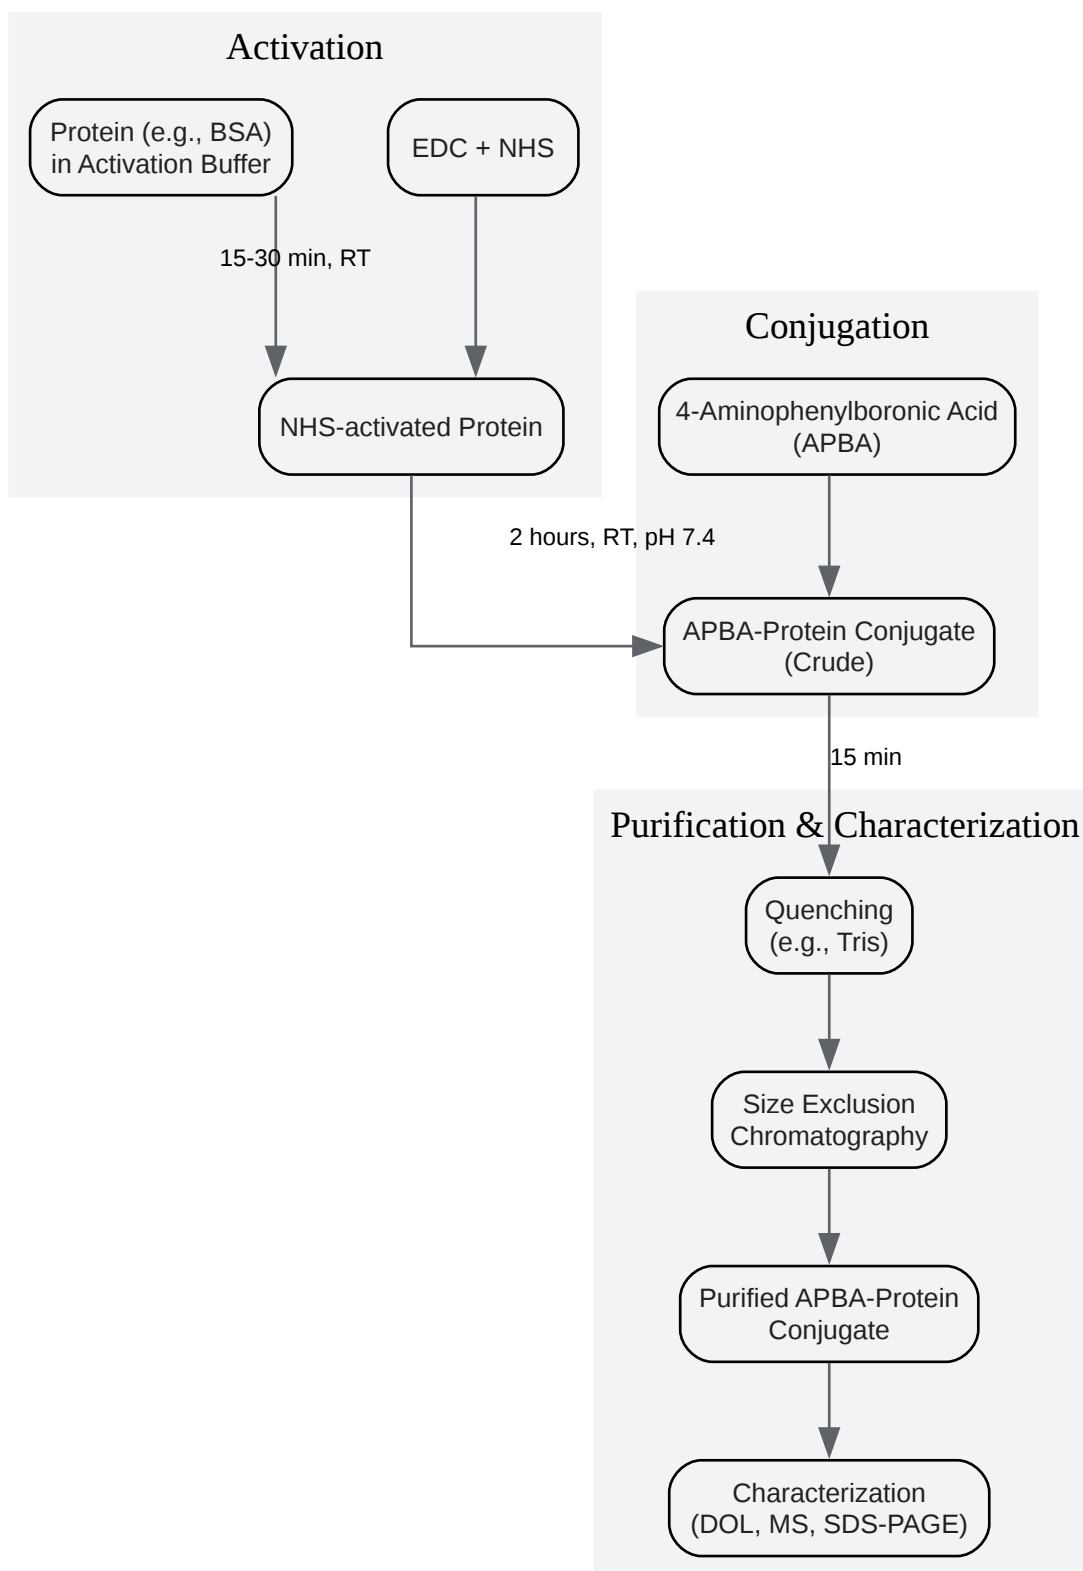 Activation
Protein (e.g., BSA)
in Activation Buffer
EDC + NHS
15-30 min, RT
NHS-activated Protein
Conjugation
4-Aminophenylboronic Acid
(APBA)
2 hours, RT, pH 7.4
APBA-Protein Conjugate
(Crude)
15 min
Purification & Characterization
Quenching
(e.g., Tris)
Size Exclusion
Chromatography
Purified APBA-Protein
Conjugate
Characterization
(DOL, MS, SDS-PAGE)